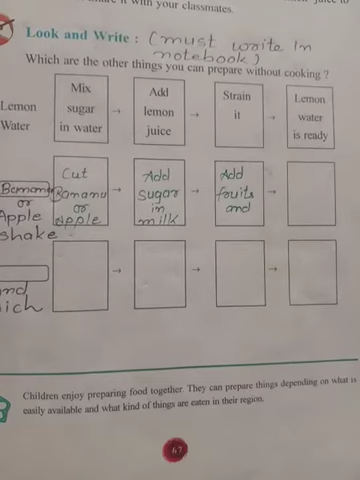 it with your classmates.
Look and Write : (must write In
notebook)
Which are the other things you can prepare without cooking ?
Lemon
Water
Mix
sugar
in water
→
Add
lemon
juice
→
Strain
it
→
Lemon
water
is ready
Banana
or
Apple
shake
Cut
Banana
or
Apple
→
Add
Sugar
in
milk
→
Add
fruits
and
→
→
→
→
Children enjoy preparing food together. They can prepare things depending on what is
easily available and what kind of things are eaten in their region.
67